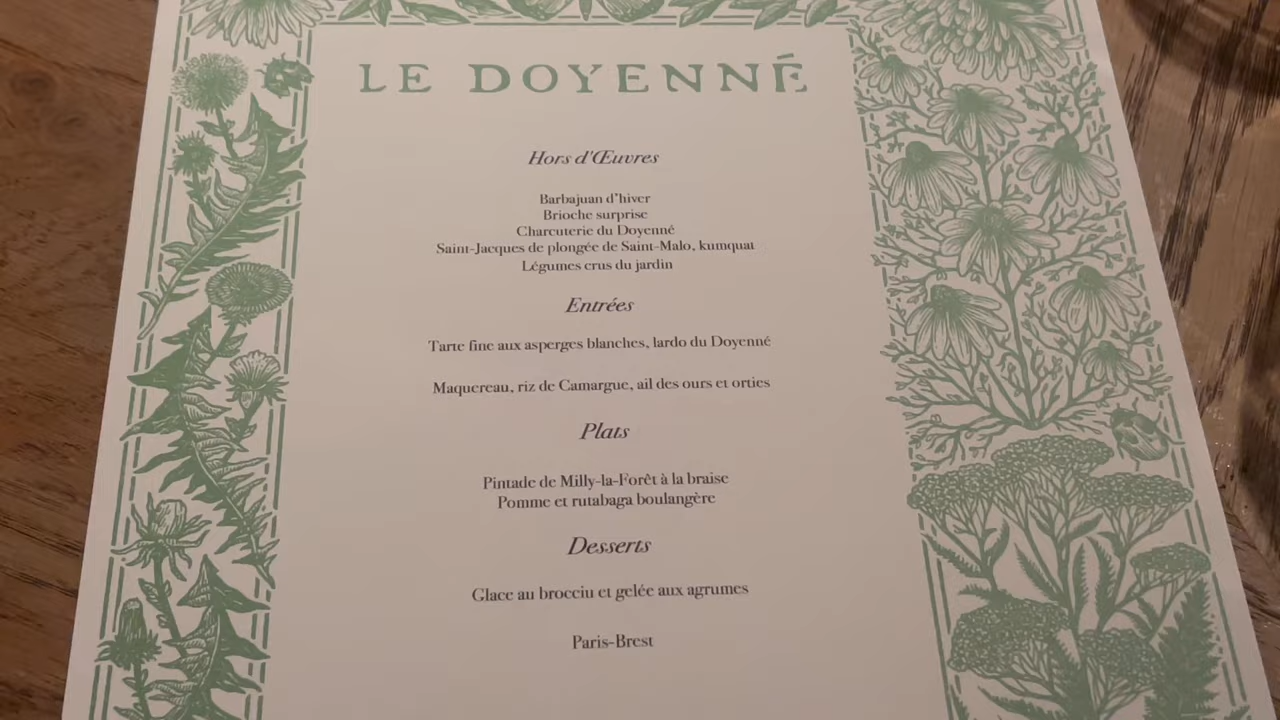 LE DOYENNÉ
Hors d'Œuvres
Barbajuan d'hiver
Brioche surprise
Charcuterie du Doyenné
Saint-Jacques de plongée de Saint-Malo, kumquat
Légumes crus du jardin
Entrées
Tarte fine aux asperges blanches, lardo du Doyenné
Maquereau, riz de Camargue, ail des ours et orties
Plats
Pintade de Milly-la-Forêt à la braise
Pomme et rutabaga boulangère
Desserts
Glace au brocciu et gelée aux agrumes
Paris-Brest